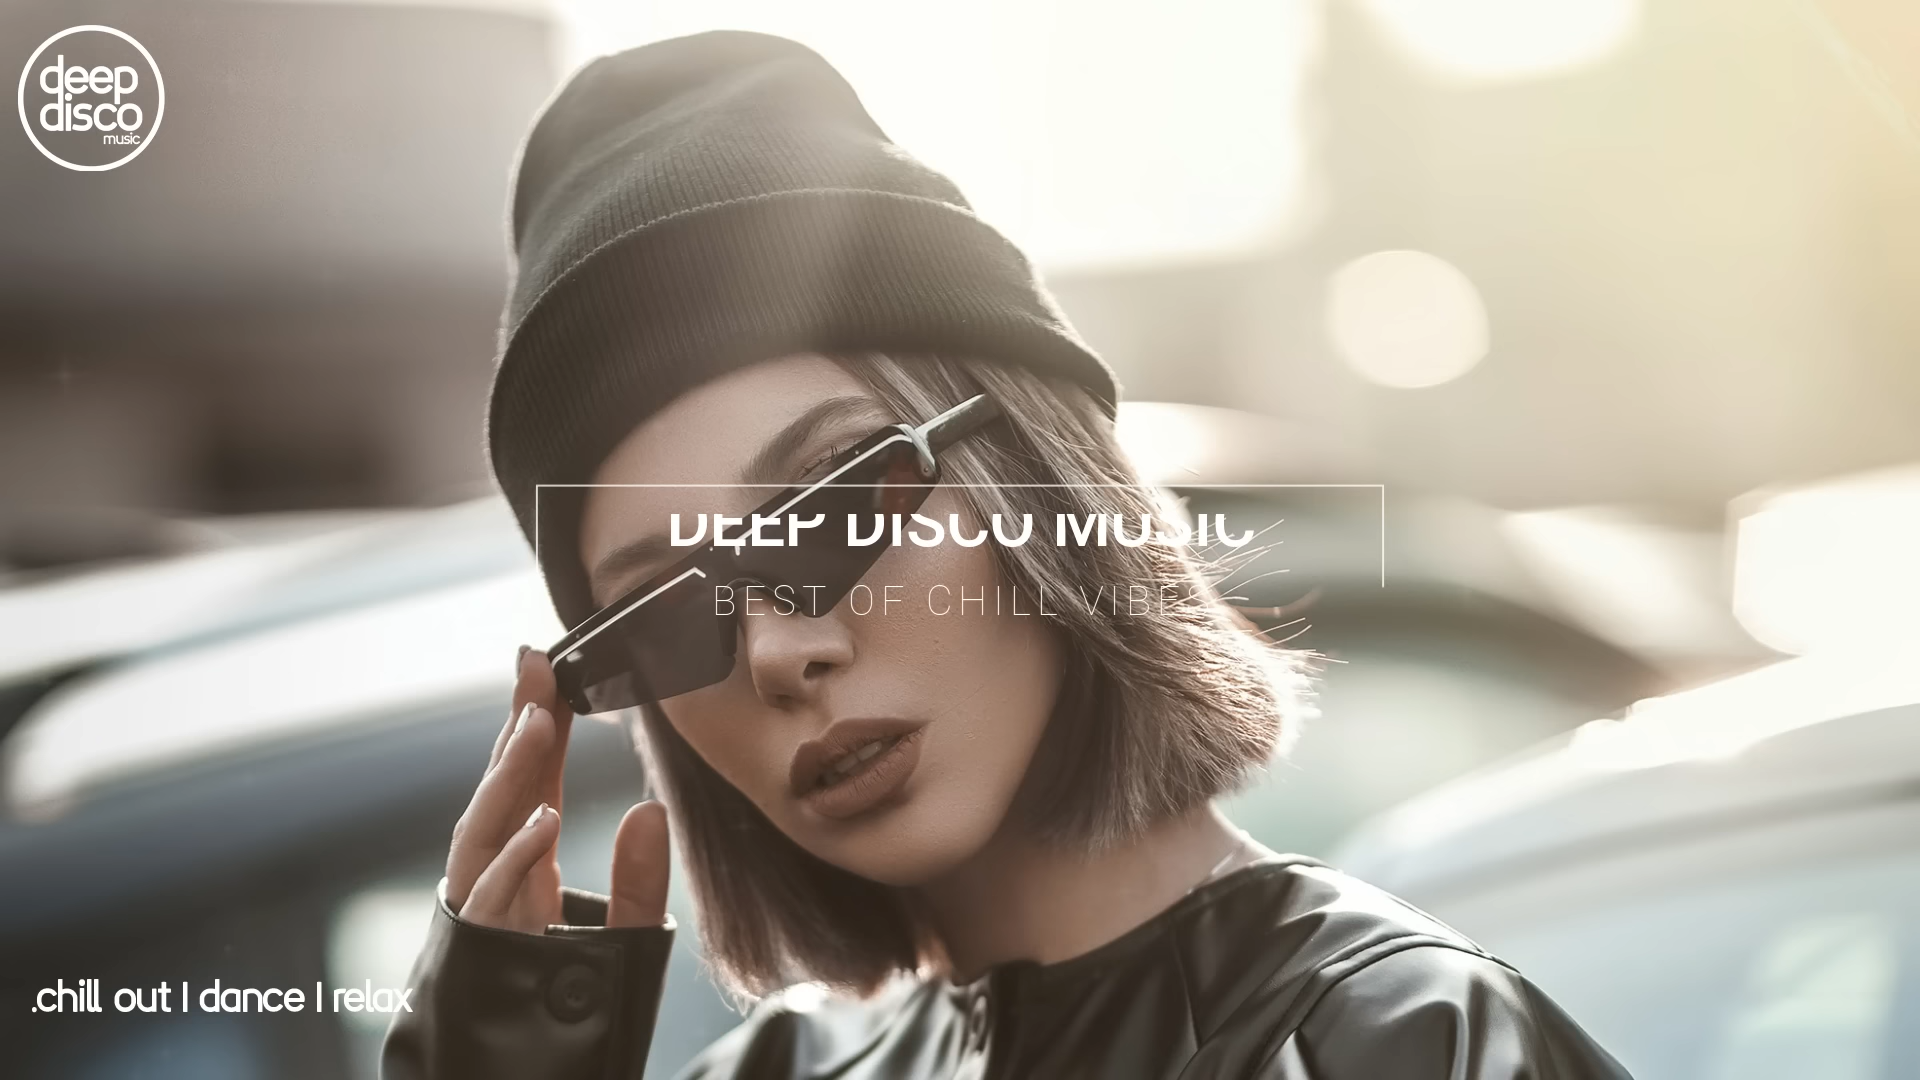 deep
disco
music
DEEP DISCO MUSIC
BEST OF CHILL VIBES
.chill out | dance | relax